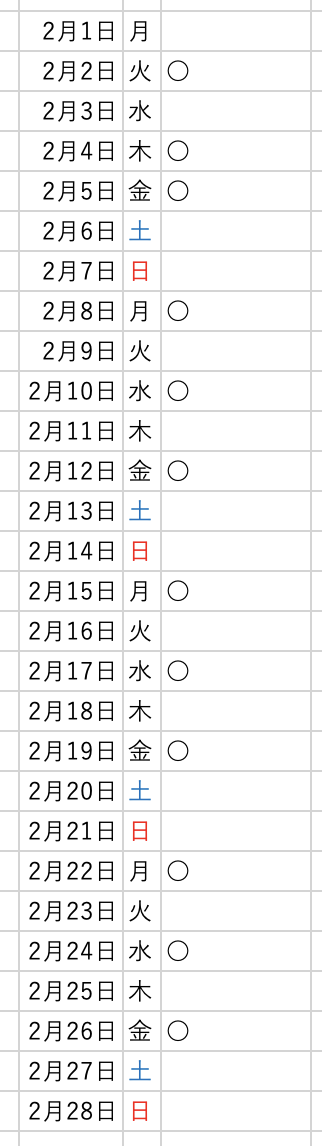 2月1日 月
2月2日 火 〇
2月3日 水
2月4日 木 〇
2月5日 金 〇
2月6日 土
2月7日 日
2月8日 月 〇
2月9日 火
2月10日 水 〇
2月11日 木
2月12日 金 〇
2月13日 土
2月14日 日
2月15日 月 〇
2月16日 火
2月17日 水 〇
2月18日 木
2月19日 金 〇
2月20日 土
2月21日 日
2月22日 月 〇
2月23日 火
2月24日 水 〇
2月25日 木
2月26日 金 〇
2月27日 土
2月28日 日